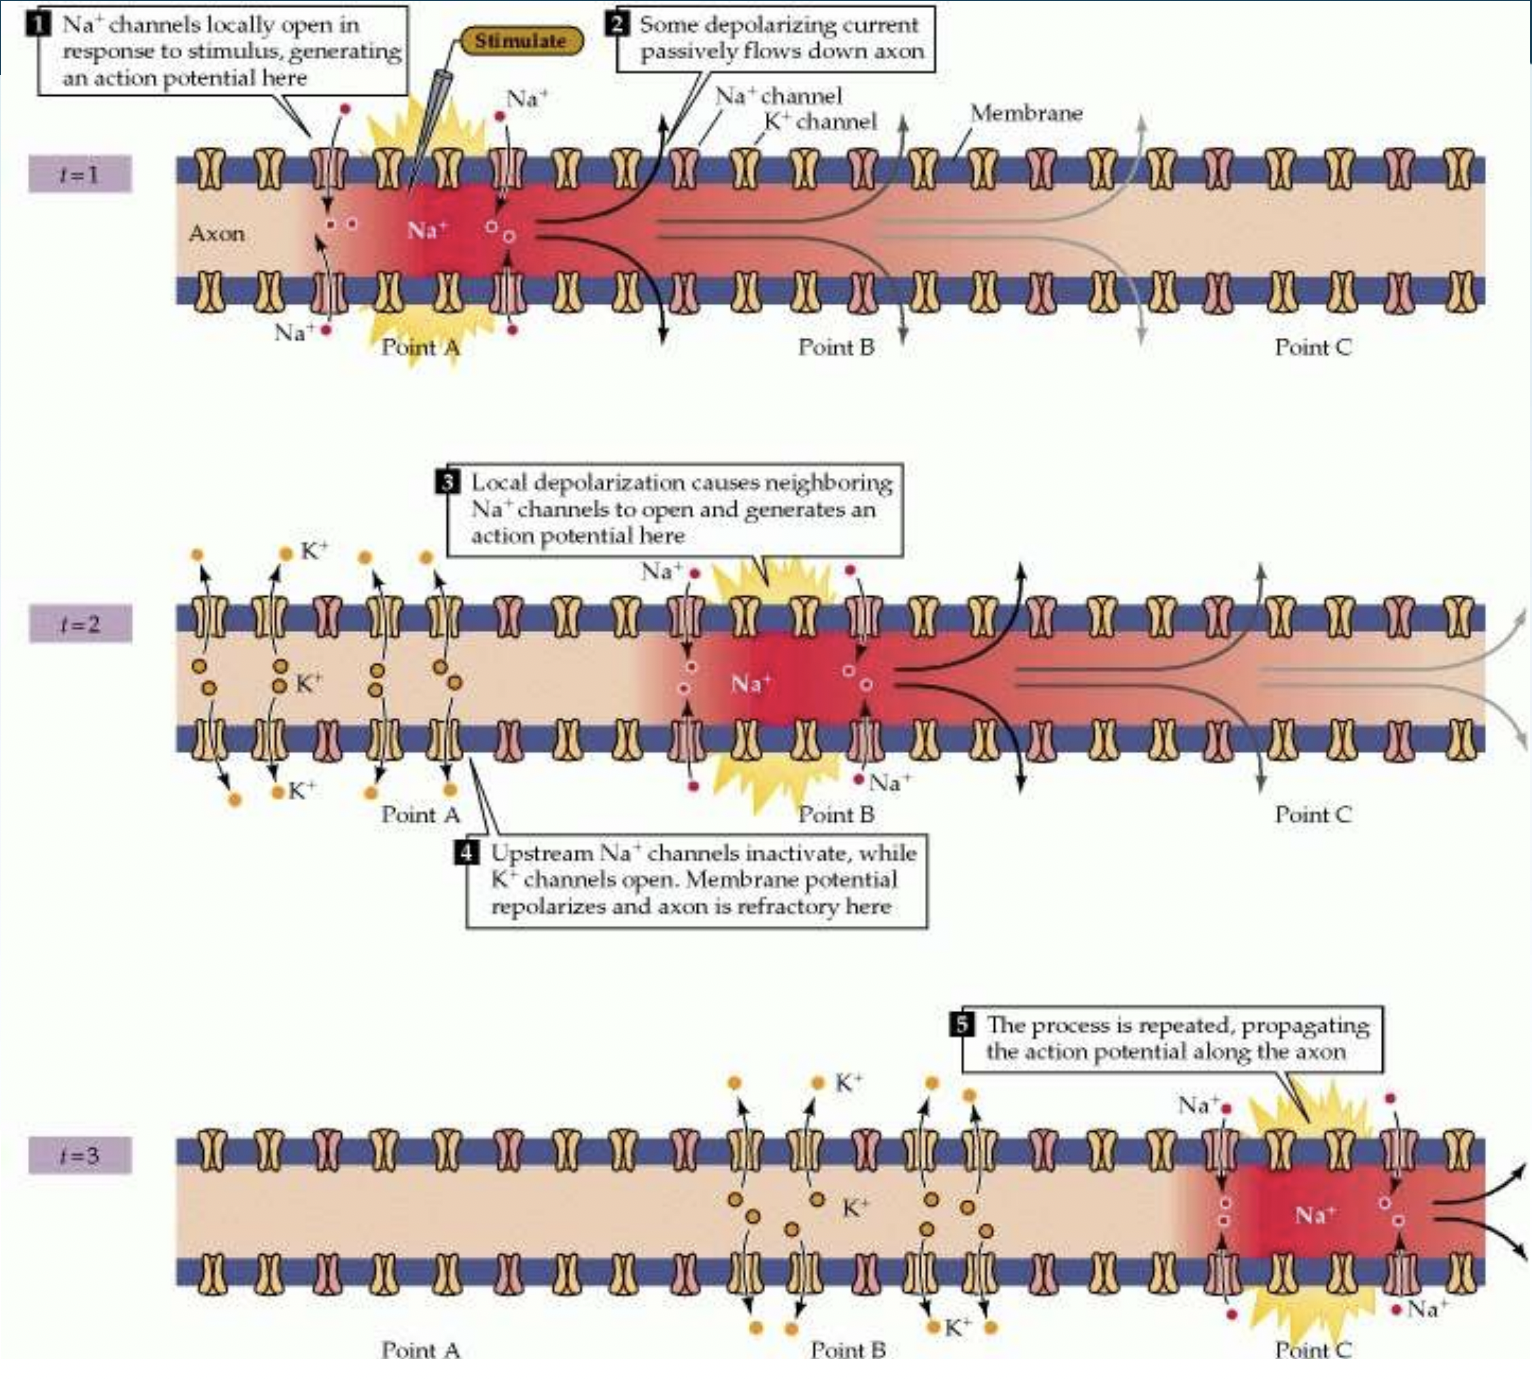 1 Na+ channels locally open in
response to stimulus, generating
an action potential here
Stimulate
2 Some depolarizing current
passively flows down axon
Na+
Na+ channel
K+ channel
Membrane
t=1
Axon
Na+
Na+
Point A
Point B
Point C
3 Local depolarization causes neighboring
Na+ channels to open and generates an
action potential here
K+
Na+
t=2
K+
Na+
K+
Na+
Point A
Point B
Point C
4 Upstream Na+ channels inactivate, while
K+ channels open. Membrane potential
repolarizes and axon is refractory here
5 The process is repeated, propagating
the action potential along the axon
K+
Na+
t=3
K+
Na+
K+
Na+
Point A
Point B
Point C